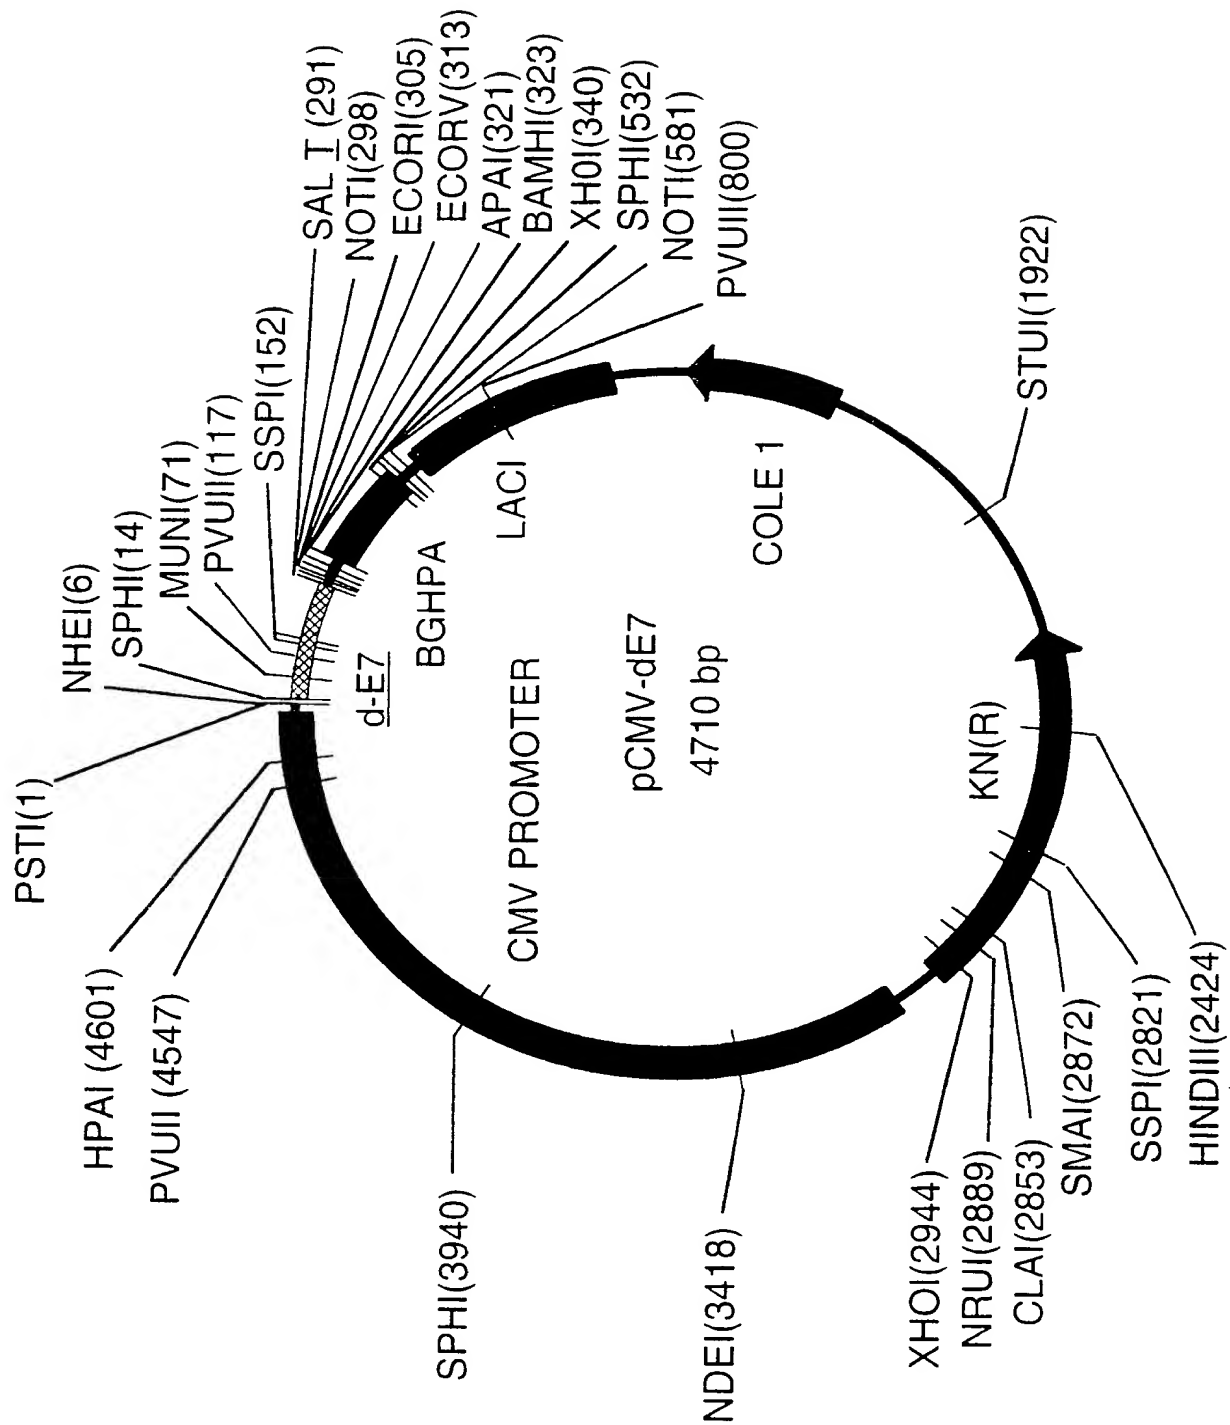 PSTI(1)
NHEI(6)
SPHI(14)
MUNI(71)
PVUII(117)
SSPI(152)
SAL I (291)
NOTI(298)
ECORI(305)
ECORV(313)
APAI(321)
BAMHI(323)
XHOI(340)
SPHI(532)
NOTI(581)
PVUII(800)
STUI(1922)
HINDIII(2424)
SSPI(2821)
SMAI(2872)
CLAI(2853)
NRUI(2889)
XHOI(2944)
NDEI(3418)
SPHI(3940)
PVUII (4547)
HPAI (4601)
d-E7
BGHPA
LACI
COLE 1
KN(R)
CMV PROMOTER
pCMV-dE7
4710 bp